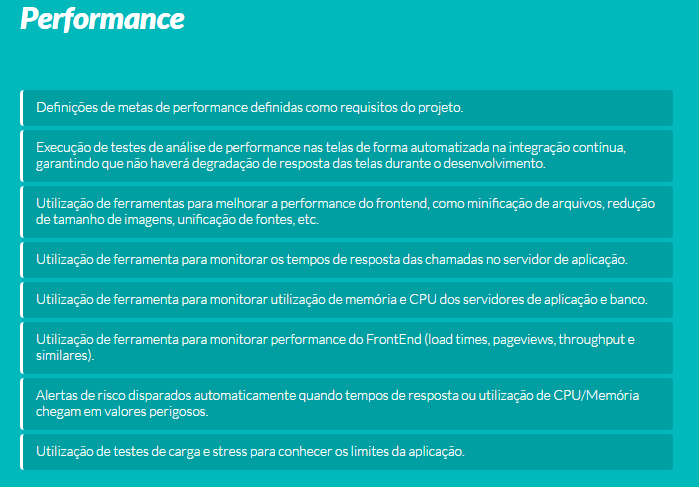 Performance
Definições de metas de performance definidas como requisitos do projeto.
Execução de testes de análise de performance nas telas de forma automatizada na integração contínua,
garantindo que não haverá degradação de resposta das telas durante o desenvolvimento.
Utilização de ferramentas para melhorar a performance do frontend, como minificação de arquivos, redução
de tamanho de imagens, unificação de fontes, etc.
Utilização de ferramenta para monitorar os tempos de resposta das chamadas no servidor de aplicação.
Utilização de ferramenta para monitorar utilização de memória e CPU dos servidores de aplicação e banco.
Utilização de ferramenta para monitorar performance do FrontEnd (load times, pageviews, throughput e
similares).
Alertas de risco disparados automaticamente quando tempos de resposta ou utilização de CPU/Memória
chegam em valores perigosos.
Utilização de testes de carga e stress para conhecer os limites da aplicação.